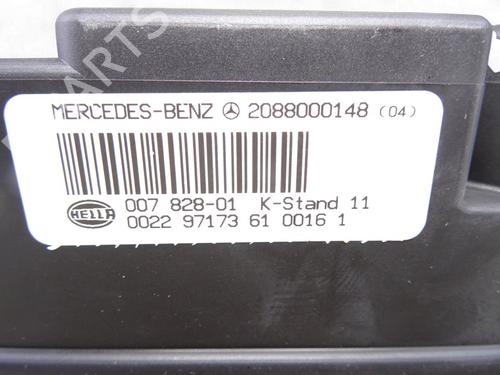 MERCEDES-BENZ 2088000148 (04)
HELLA
007 828-01 K-Stand 11
0022 97173 61 0016 1